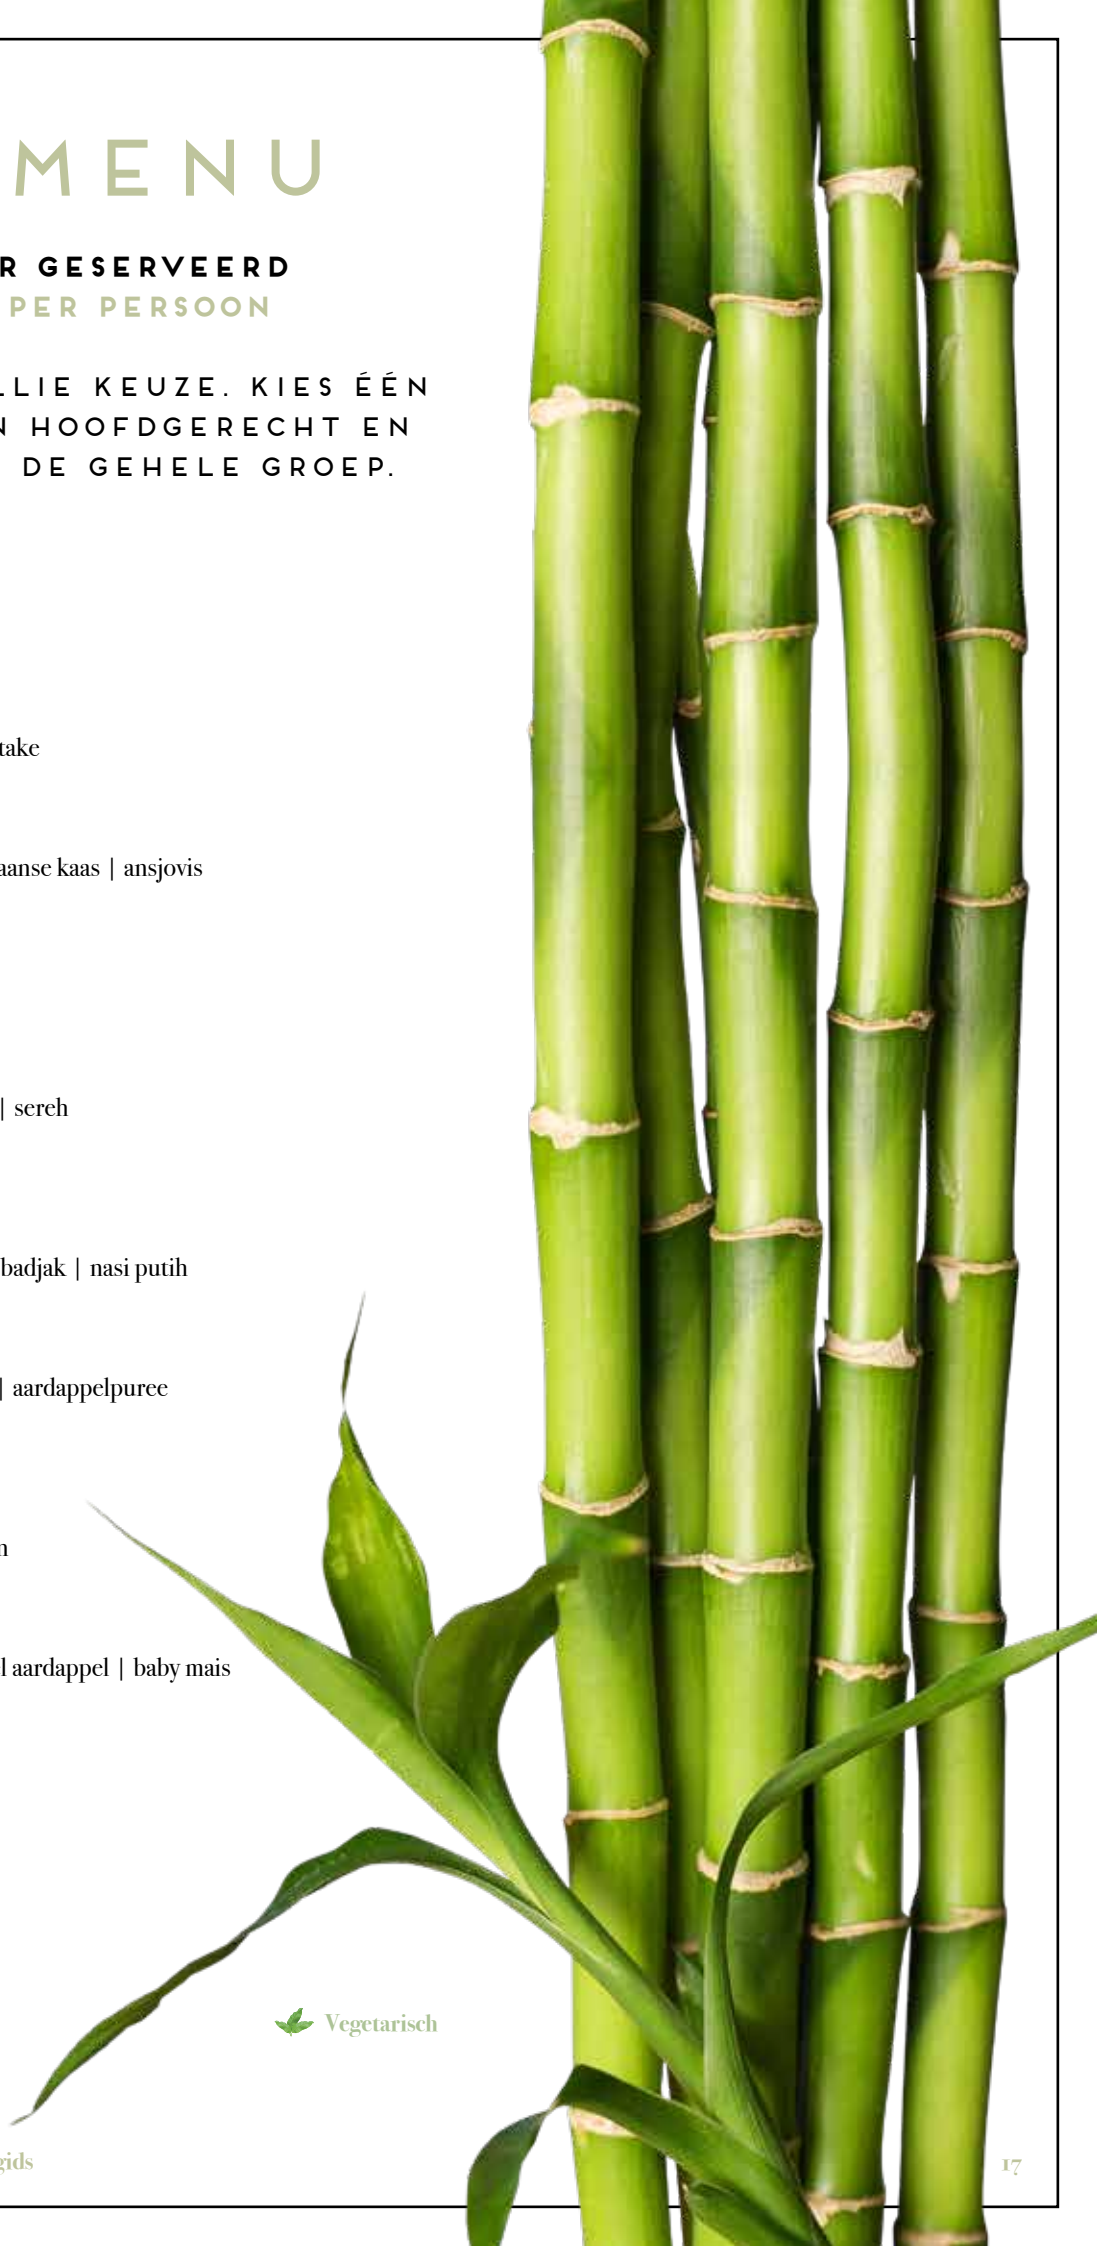 MENU
R GESERVEERD
PER PERSOON
LLIE KEUZE. KIES ÉÉN
N HOOFDGERECHT EN
DE GEHELE GROEP.
take
aanse kaas | ansjovis
| sereh
badjak | nasi putih
| aardappelpuree
n
l aardappel | baby mais
Vegetarisch
gids
17